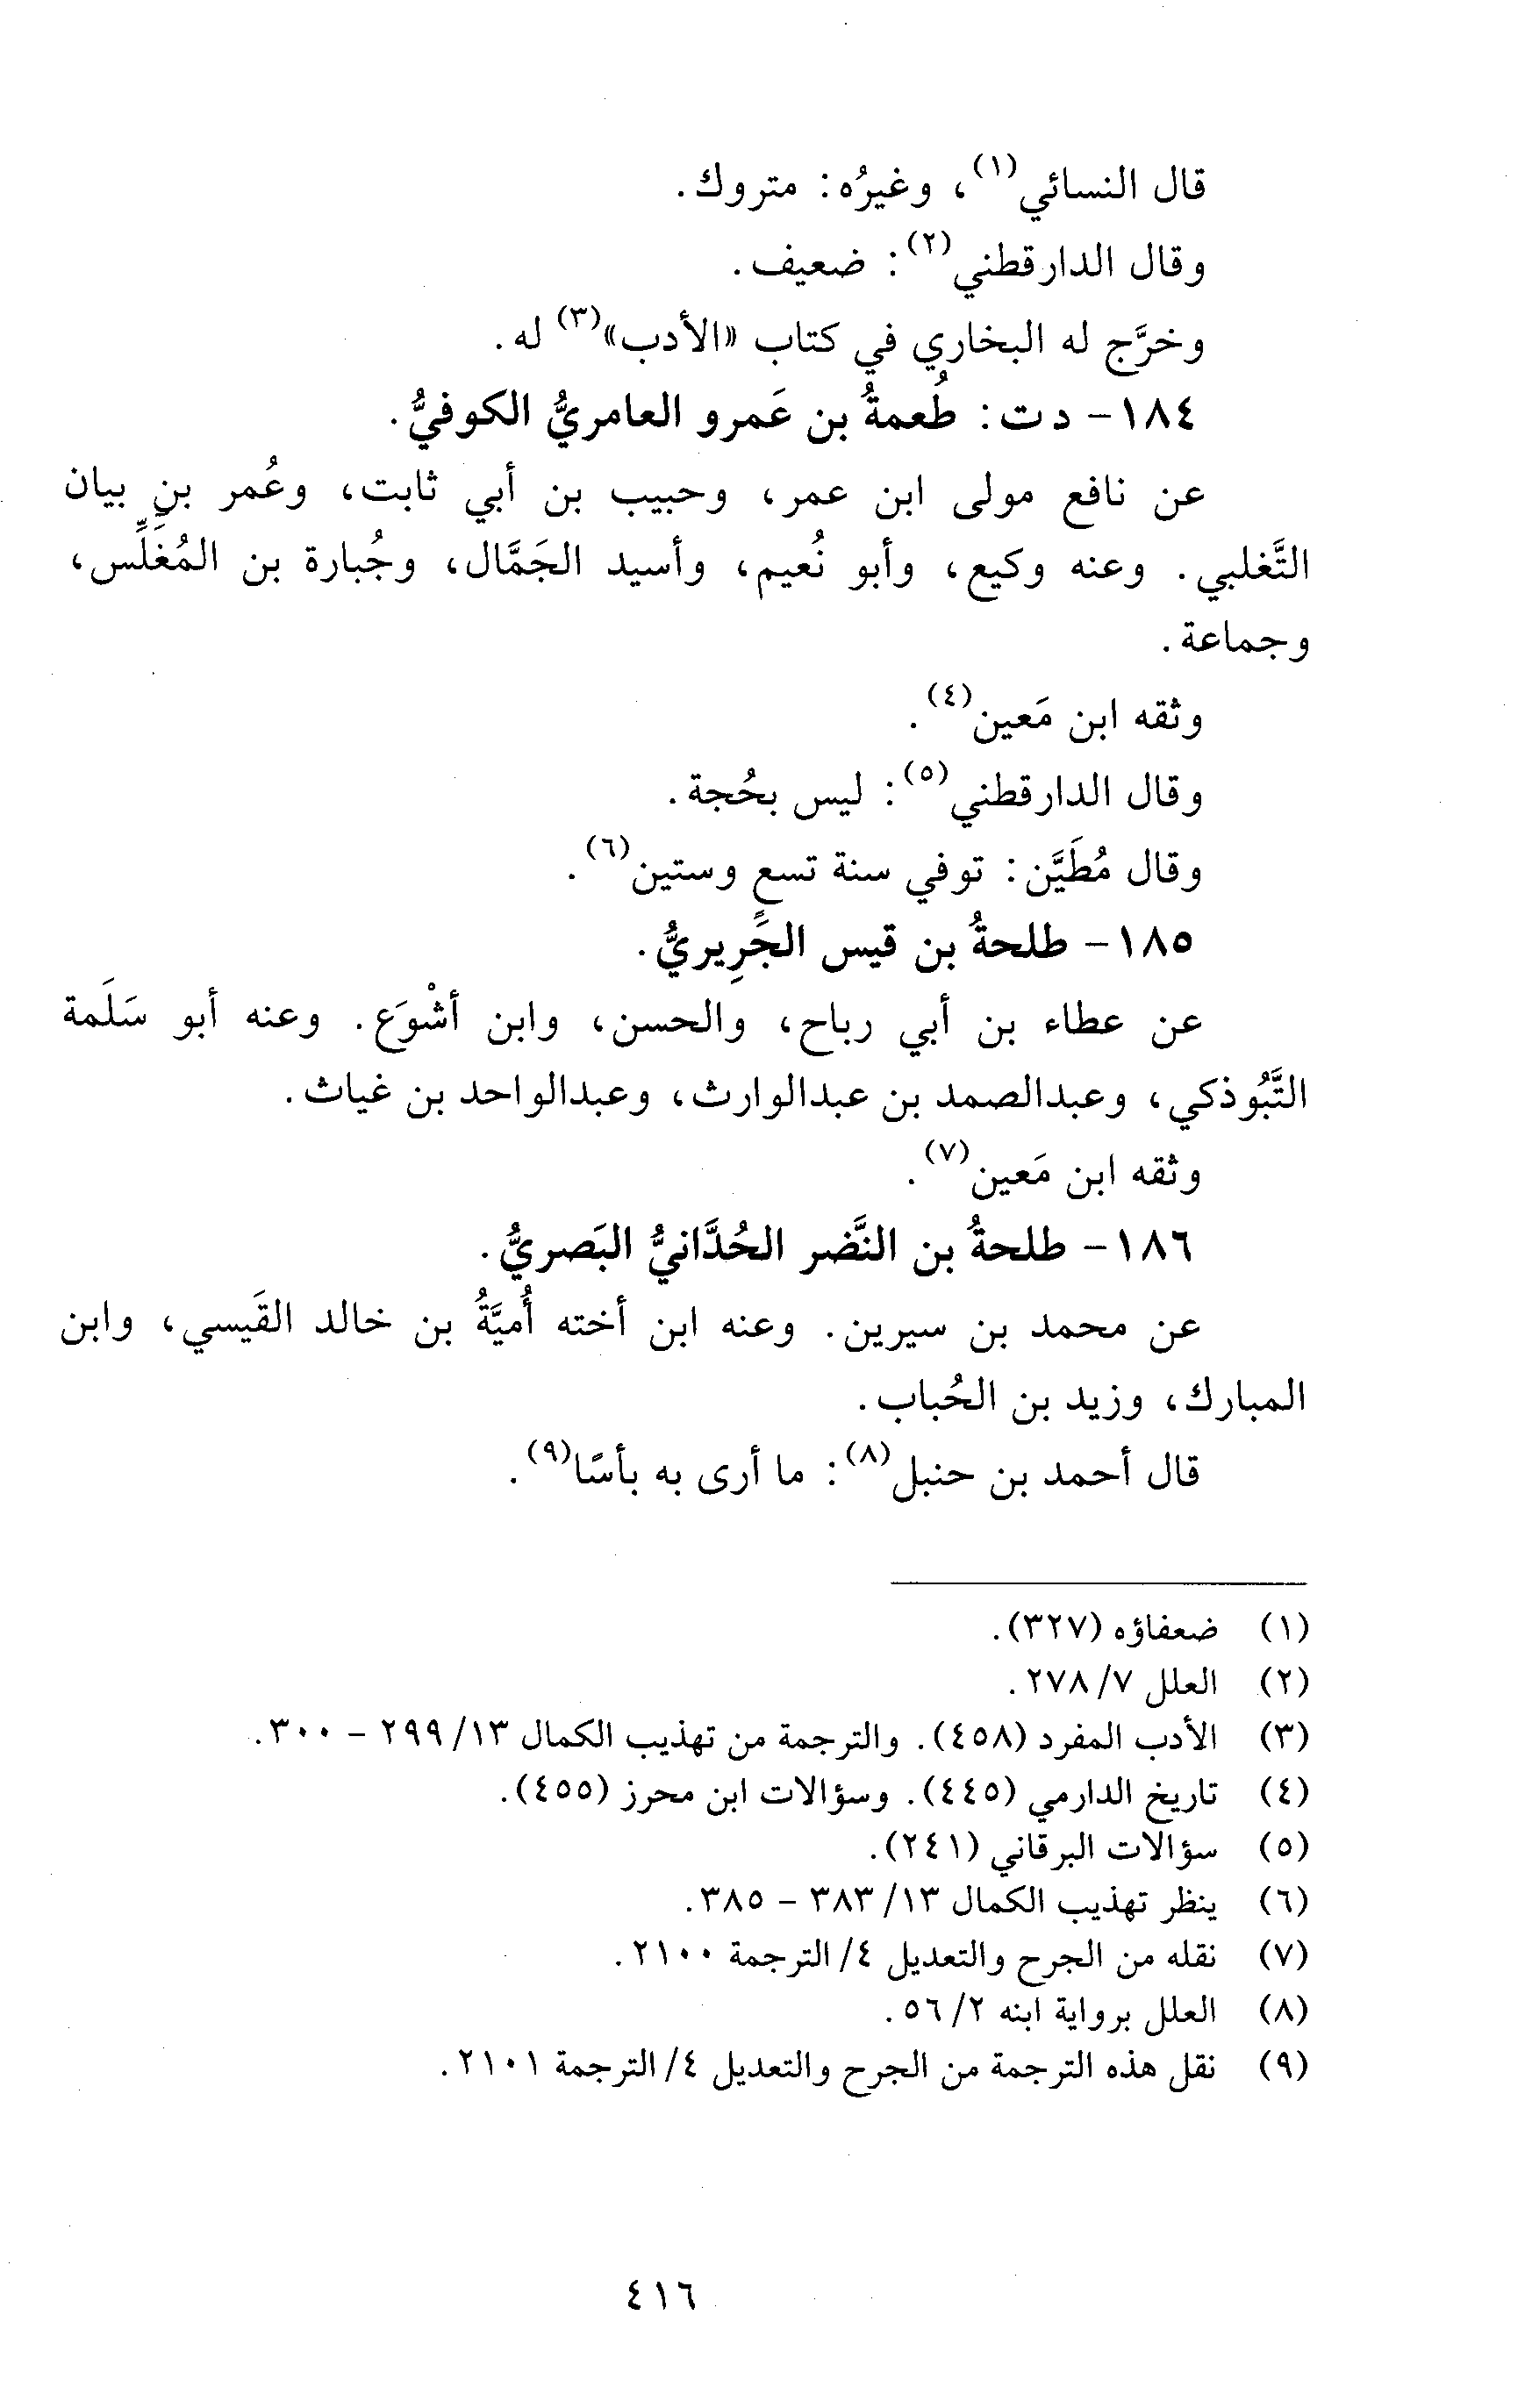 قال النسائي(١)، وغيرُه: متروك.
وقال الدارقطني(٢): ضعيف.
وخرَّج له البخاري في كتاب «الأدب»(٣) له.
١٨٤- د ت: طُعمةُ بن عَمرو العامريُّ الكوفيُّ.
عن نافع مولى ابن عمر، وحبيب بن أبي ثابت، وعُمر بن بيان
التَّغلبي. وعنه وكيع، وأبو نُعيم، وأسيد الجَمَّال، وجُبارة بن المُغَلِّس،
وجماعة.
وثقه ابن مَعين(٤).
وقال الدارقطني(٥): ليس بحُجة.
وقال مُطَيَّن: توفي سنة تسع وستين(٦).
١٨٥- طلحةُ بن قيس الجَُرِيريُّ.
عن عطاء بن أبي رباح، والحسن، وابن أشْوَع. وعنه أبو سَلَمة
التَّبُوذكي، وعبدالصمد بن عبدالوارث، وعبدالواحد بن غياث.
وثقه ابن مَعين(٧).
١٨٦- طلحةُ بن النَّضر الحُدَّانيُّ البَصريُّ.
عن محمد بن سيرين. وعنه ابن أخته أُميَّةُ بن خالد القَيسي، وابن
المبارك، وزيد بن الحُباب.
قال أحمد بن حنبل(٨): ما أرى به بأسًا(٩).
(١) ضعفاؤه (٣٢٧).
(٢) العلل ٧/ ٢٧٨.
(٣) الأدب المفرد (٤٥٨). والترجمة من تهذيب الكمال ١٣/ ٢٩٩ - ٣٠٠.
(٤) تاريخ الدارمي (٤٤٥). وسؤالات ابن محرز (٤٥٥).
(٥) سؤالات البرقاني (٢٤١).
(٦) ينظر تهذيب الكمال ١٣/ ٣٨٣ - ٣٨٥.
(٧) نقله من الجرح والتعديل ٤/ الترجمة ٢١٠٠.
(٨) العلل برواية ابنه ٢/ ٥٦.
(٩) نقل هذه الترجمة من الجرح والتعديل ٤/ الترجمة ٢١٠١.
٤١٦